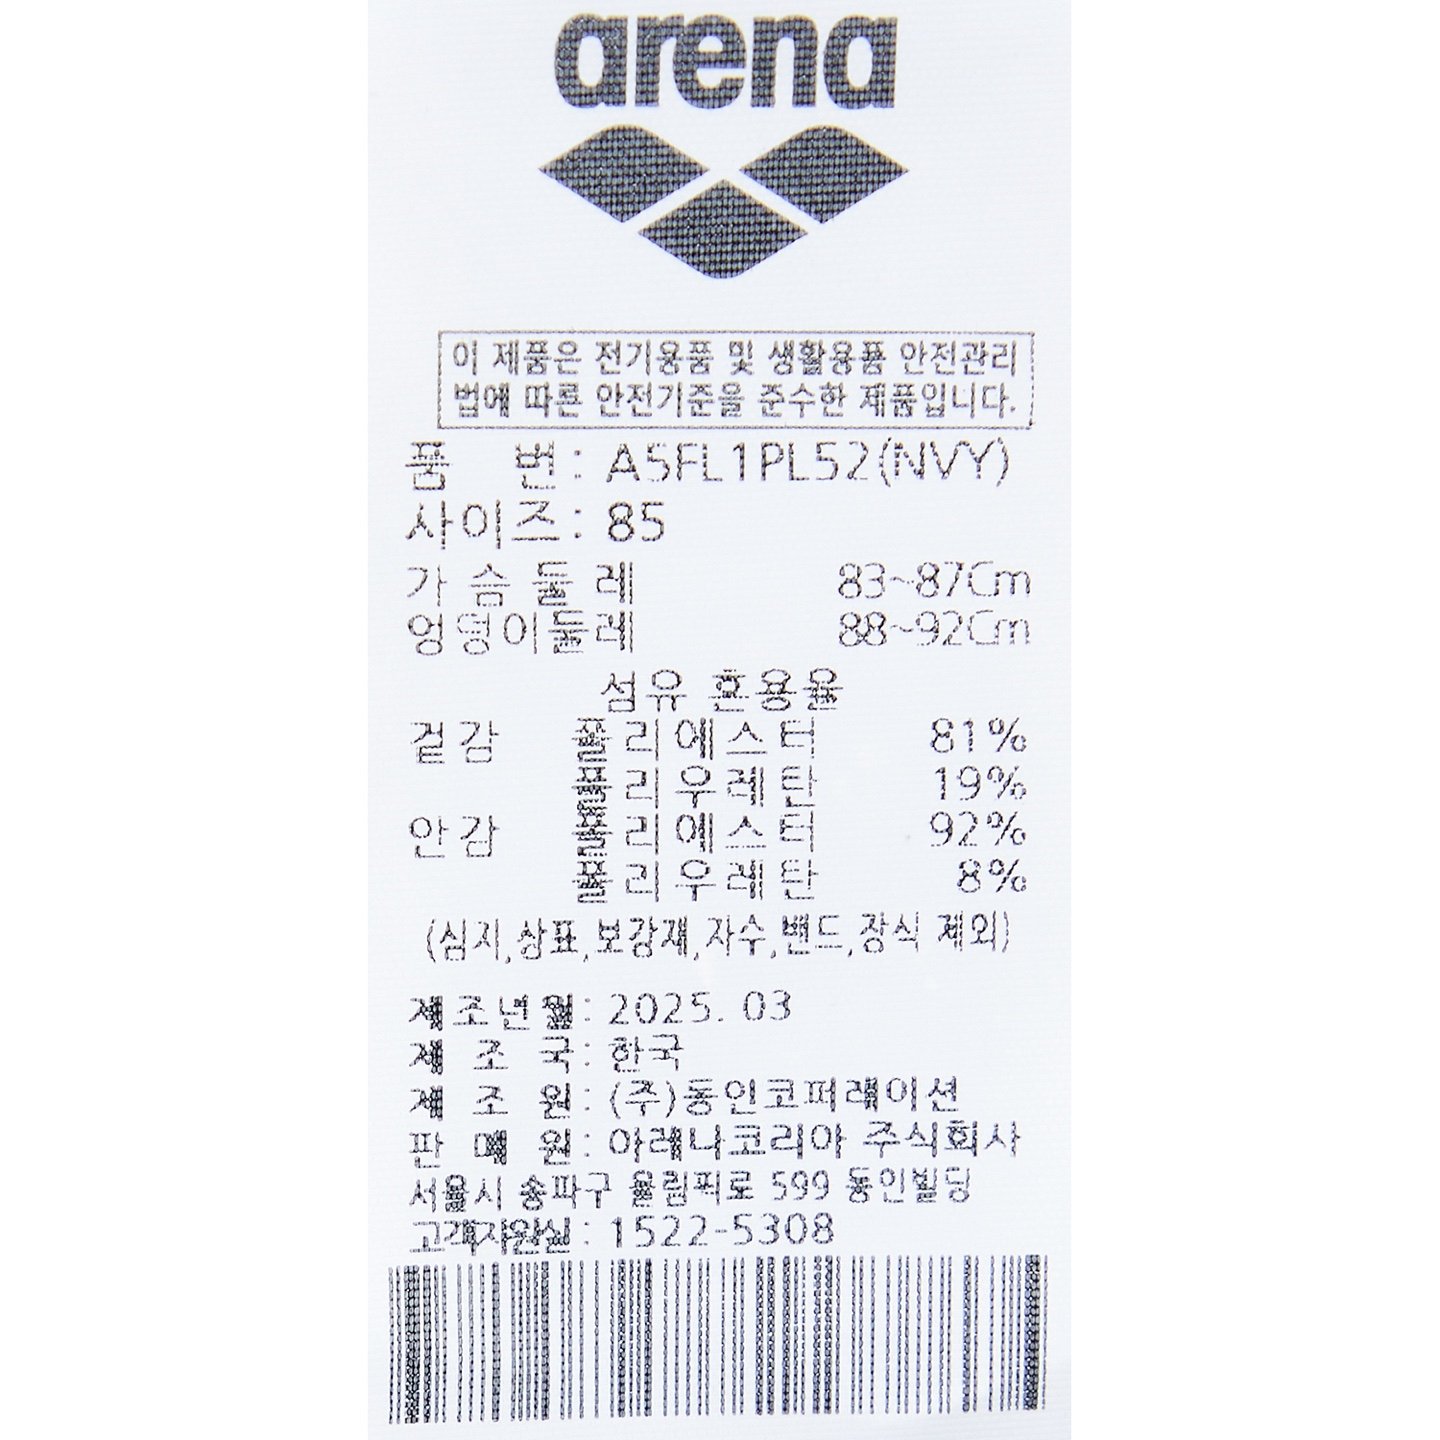 arena
이 제품은 전기용품 및 생활용품 안전관리
법에 따른 안전기준을 준수한 제품입니다.
품 번: A5FL1PL52(NVY)
사이즈: 85
가슴둘레 83~87Cm
엉덩이둘레 88~92Cm
섬유 혼용율
겉감 폴리에스터 81%
폴리우레탄 19%
안감 폴리에스터 92%
폴리우레탄 8%
(심지,상표,보강재,자수,밴드,장식 제외)
제조년월: 2025. 03
제 조 국: 한국
제 조 원: (주)동인코퍼레이션
판 매 원: 아레나코리아 주식회사
서울시 송파구 올림픽로 599 동인빌딩
고객지원실: 1522-5308